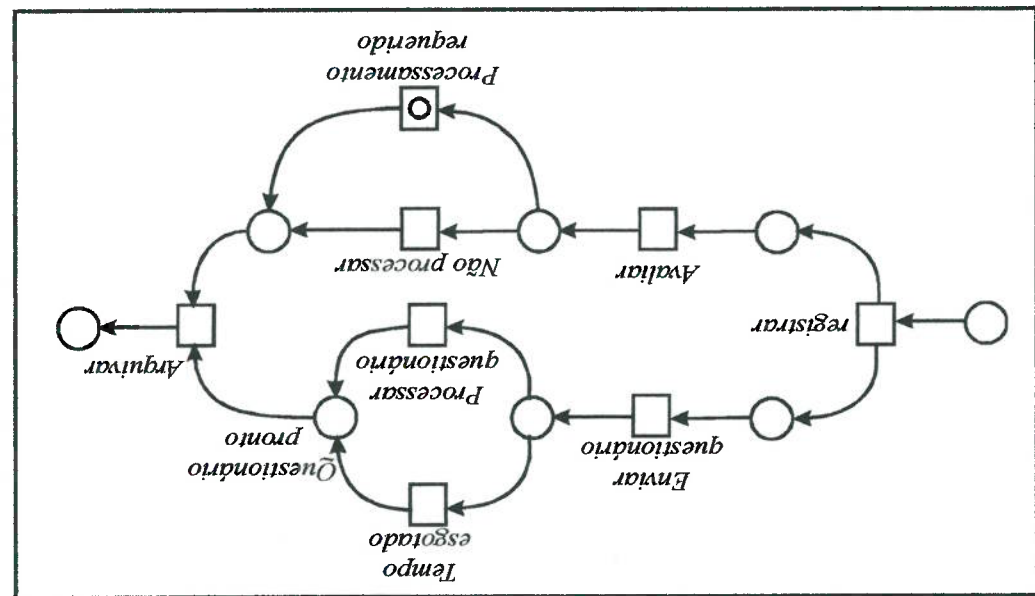 Tempo
esgotado
Enviar
questionário
Questionário
pronto
Processar
questionário
registrar
Arquivar
Avaliar
Não processar
Processamento
requerido